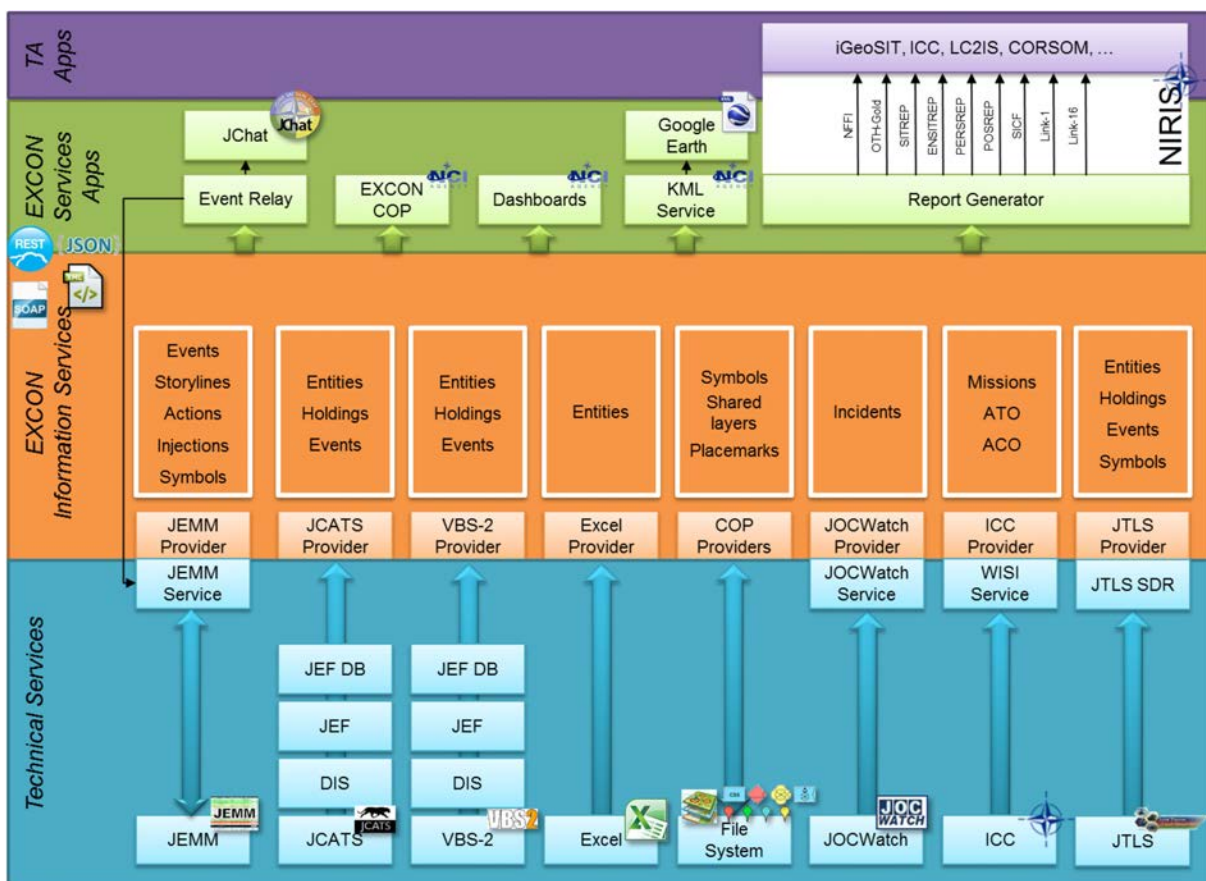 TA
Apps
iGeoSIT, ICC, LC2IS, CORSOM, ...
NFFI
OTH-Gold
SITREP
ENSITREP
PERSREP
POSREP
SICF
Link-1
Link-16
NIRIS
EXCON
Services
Apps
JChat
JChat
Google
Earth
Event Relay
EXCON
COP
NCI
AGENCY
Dashboards
NCI
AGENCY
KML
Service
Report Generator
REST
{JSON}
SOAP
XML
</>
EXCON
Information Services
Events
Storylines
Actions
Injections
Symbols
Entities
Holdings
Events
Entities
Holdings
Events
Entities
Symbols
Shared
layers
Placemarks
Incidents
Missions
ATO
ACO
Entities
Holdings
Events
Symbols
JEMM
Provider
JCATS
Provider
VBS-2
Provider
Excel
Provider
COP
Providers
JOCWatch
Provider
ICC
Provider
JTLS
Provider
Technical Services
JEMM
Service
JOCWatch
Service
WISI
Service
JTLS SDR
JEF DB
JEF DB
JEF
JEF
DIS
DIS
JEMM
JEMM
JCATS
JCATS
VBS2
VBS-2
Excel
File
System
JOC
WATCH
JOCWatch
ICC
JTLS